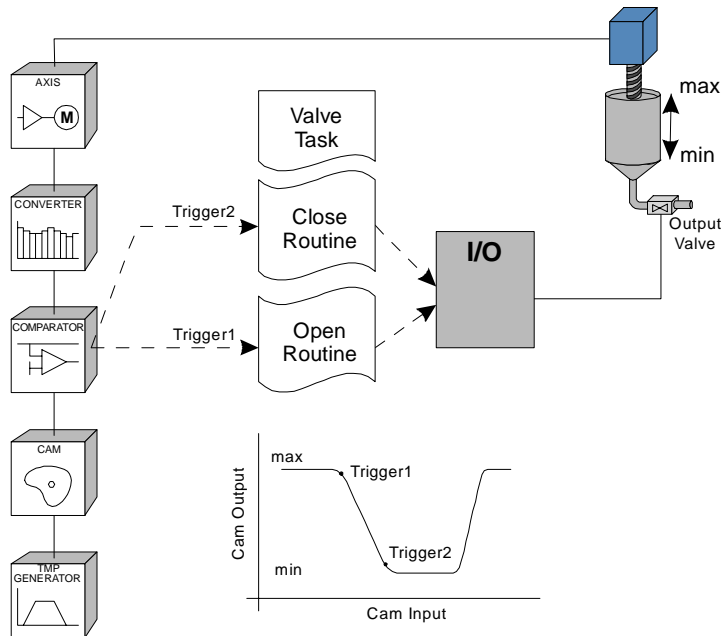 AXIS
M
CONVERTER
COMPARATOR
CAM
TMP
GENERATOR
Trigger2
Trigger1
Valve
Task
Close
Routine
Open
Routine
I/O
max
min
Output
Valve
max
min
Trigger1
Trigger2
Cam Output
Cam Input